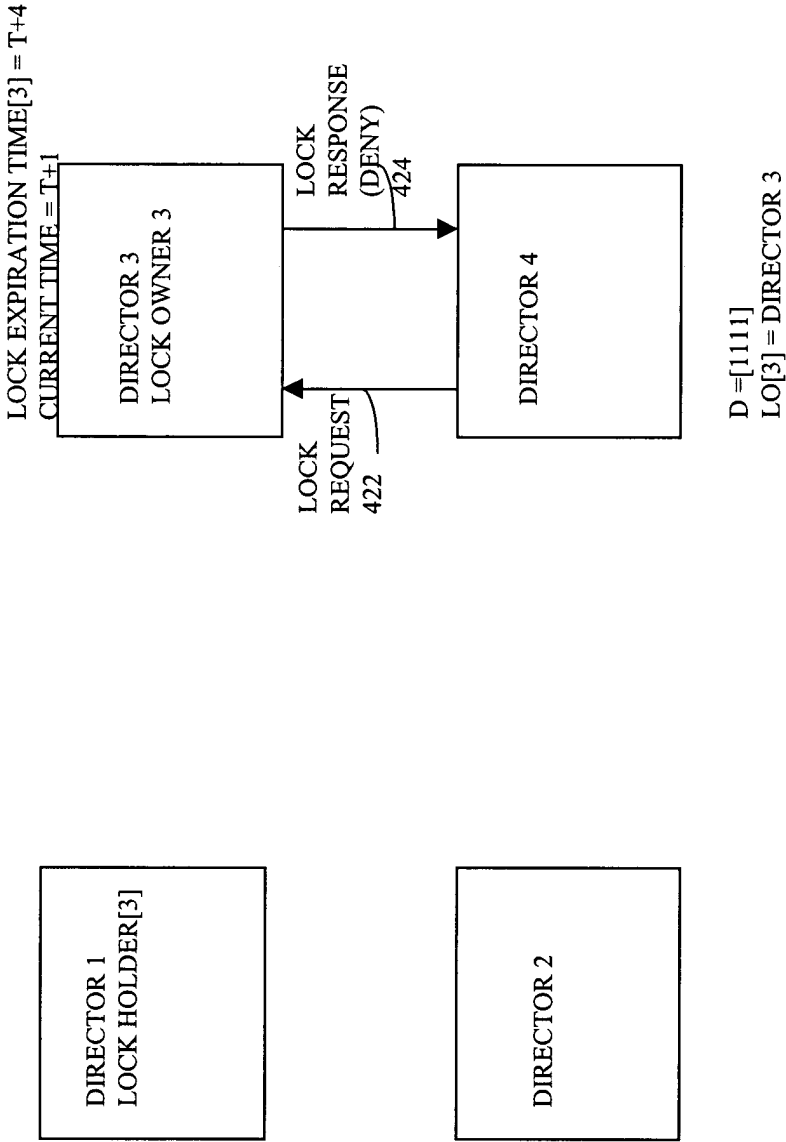 DIRECTOR 1
LOCK HOLDER[3]
LOCK EXPIRATION TIME[3] = T+4
CURRENT TIME = T+1
DIRECTOR 3
LOCK OWNER 3
LOCK
REQUEST
422
LOCK
RESPONSE
(DENY)
424
DIRECTOR 2
DIRECTOR 4
D =[1111]
LO[3] = DIRECTOR 3